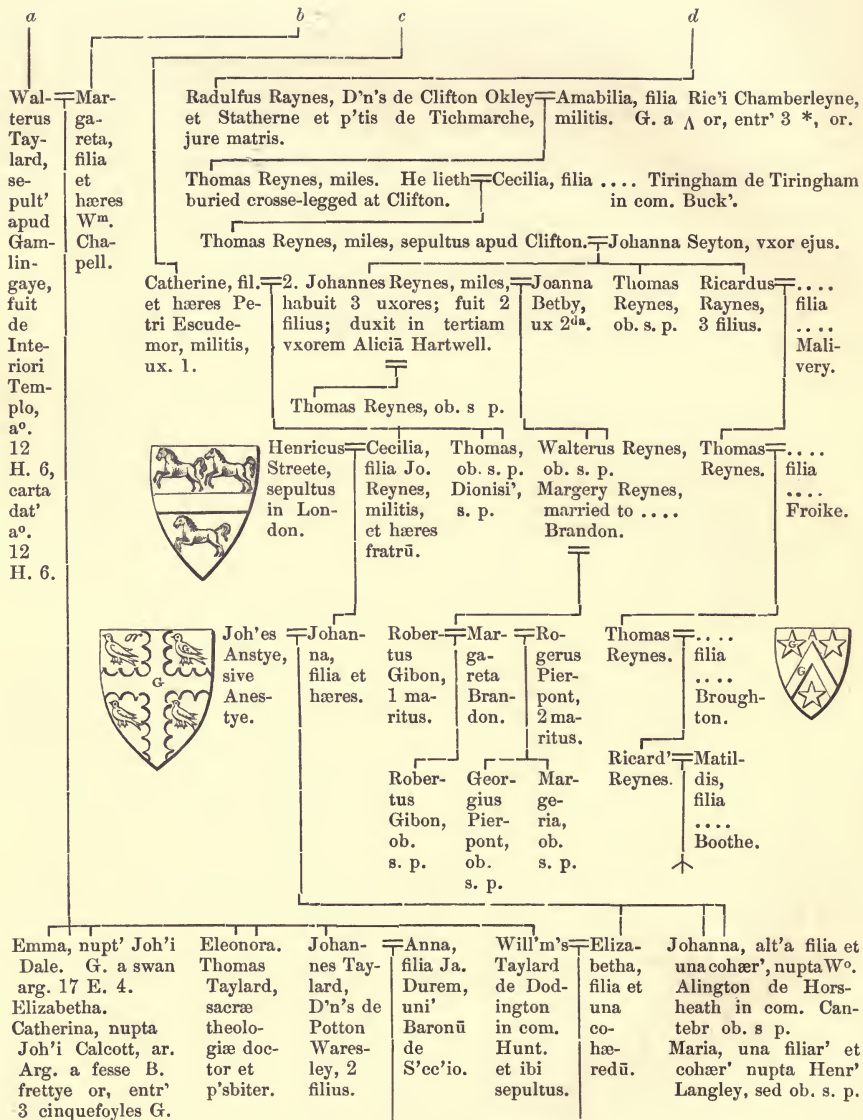 a
b
c
d
Wal-
terus
Tay-
lard,
se-
pult'
apud
Gam-
lin-
gaye,
fuit
de
Inte-
riori
Tem-
plo,
aº.
12
H. 6,
carta
dat'
aº.
12
H. 6.
Mar-
ga-
reta,
filia
et
hæres
Wᵐ.
Cha-
pell.
Radulfus Raynes, D'n's de Clifton Okley
et Statherne et p'tis de Tichmarche,
jure matris.
Amabilia, filia Ric'i Chamberleyne,
militis. G. a ʌ or, entr' 3 *, or.
Thomas Reynes, miles. He lieth
buried crosse-legged at Clifton.
Cecilia, filia .... Tiringham de Tiringham
in com. Buck'.
Thomas Reynes, miles, sepultus apud Clifton.
Johanna Seyton, vxor ejus.
Catherine, fil.
et hæres Pe-
tri Escude-
mor, militis,
ux. 1.
2. Johannes Reynes, miles,
habuit 3 uxores; fuit 2
filius; duxit in tertiam
vxorem Aliciā Hartwell.
Joanna
Betby,
ux 2ᵈᵃ.
Thomas
Reynes,
ob. s. p.
Ricardus
Raynes,
3 filius.
....
filia
....
Mali-
very.
Thomas Reynes, ob. s p.
Henricus
Streete,
sepultus
in Lon-
don.
Cecilia,
filia Jo.
Reynes,
militis,
et hæres
fratrū.
Thomas,
ob. s. p.
Dionisi',
s. p.
Walterus Reynes,
ob. s. p.
Margery Reynes,
married to ....
Brandon.
Thomas
Reynes.
....
filia
....
Froike.
G
Joh'es
Anstye,
sive
Anes-
tye.
Johan-
na,
filia et
hæres.
Rober-
tus
Gibon,
1 ma-
ritus.
Mar-
ga-
reta
Bran-
don.
Ro-
gerus
Pier-
pont,
2 ma-
ritus.
Thomas
Reynes.
....
filia
....
Brough-
ton.
G A
G
Rober-
tus
Gibon,
ob.
s. p.
Geor-
gius
Pier-
pont,
ob.
s. p.
Mar-
ge-
ria,
ob.
s. p.
Ricard'
Reynes.
Matil-
dis,
filia
....
Boothe.
Emma, nupt' Joh'i
Dale. G. a swan
arg. 17 E. 4.
Elizabetha.
Catherina, nupta
Joh'i Calcott, ar.
Arg. a fesse B.
frettye or, entr'
3 cinquefoyles G.
Eleonora.
Thomas
Taylard,
sacræ
theolo-
giæ doc-
tor et
p'sbiter.
Johan-
nes Tay-
lard,
D'n's de
Potton
Wares-
ley, 2
filius.
Anna,
filia Ja.
Durem,
uni'
Baronū
de
S'cc'io.
Will'm's
Taylard
de Dod-
ington
in com.
Hunt.
et ibi
sepultus.
Eliza-
betha,
filia et
una
co-
hæ-
redū.
Johanna, alt'a filia et
una cohær', nupta Wº.
Alington de Hors-
heath in com. Can-
tebr ob. s p.
Maria, una filiar' et
cohær' nupta Henr'
Langley, sed ob. s. p.